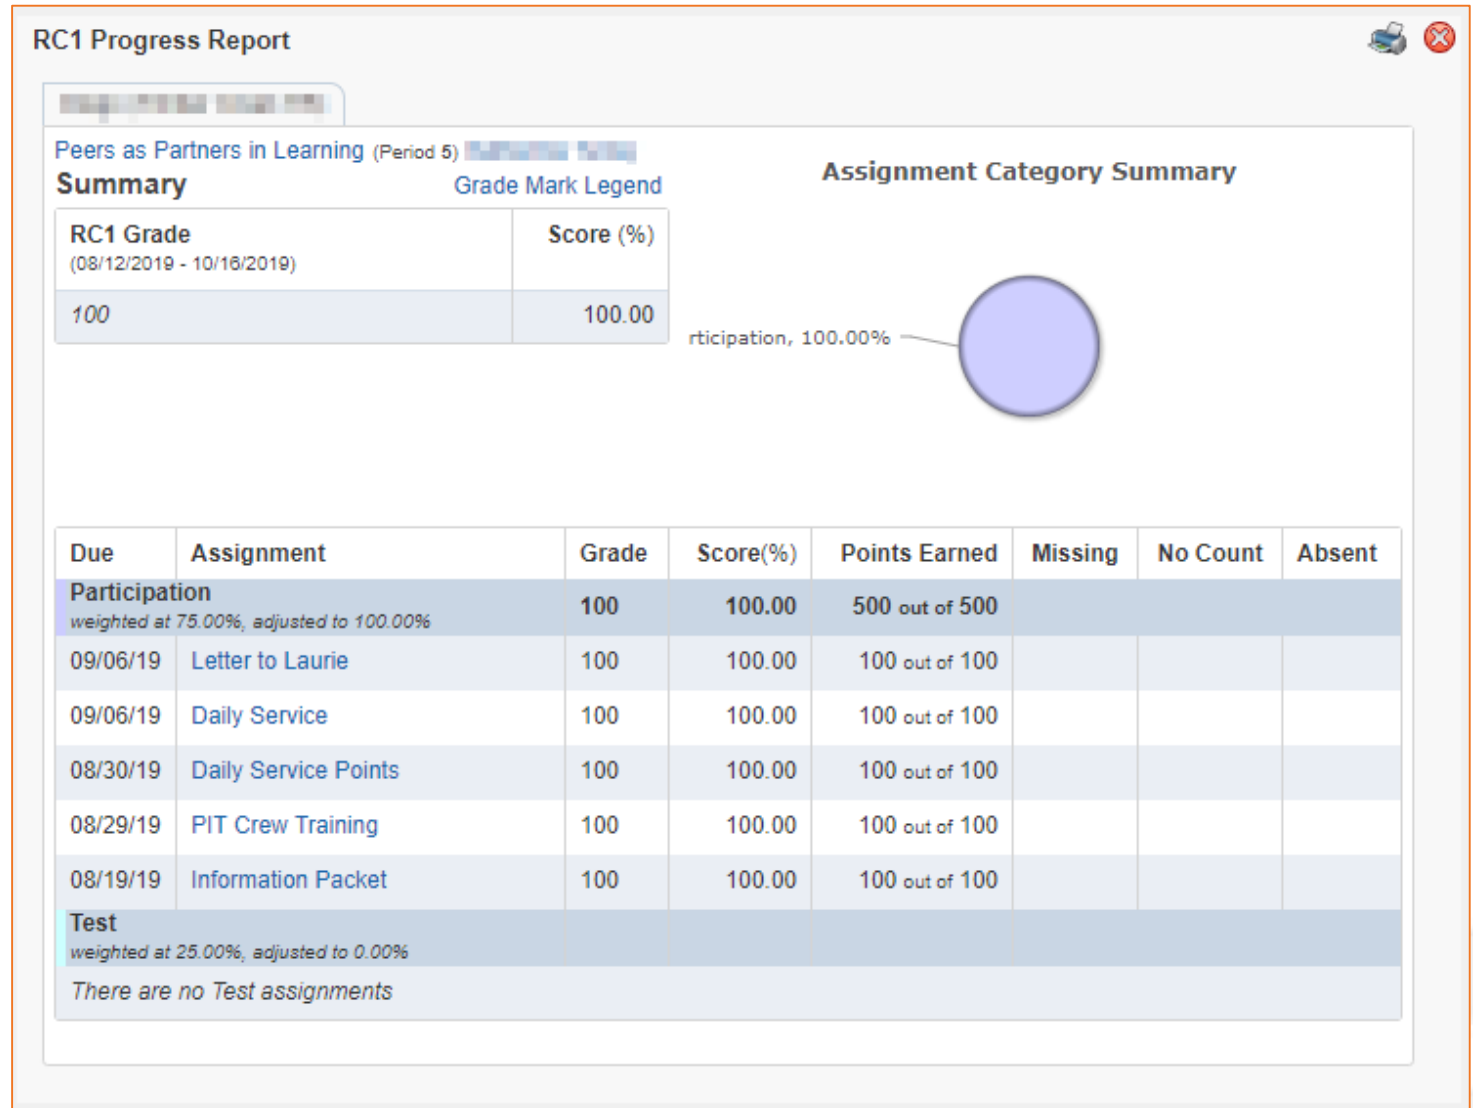 RC1 Progress Report
Peers as Partners in Learning (Period 5)
Summary
Grade Mark Legend
RC1 Grade
(08/12/2019 - 10/16/2019)
Score (%)
100 100.00
Assignment Category Summary
rticipation, 100.00%
Due Assignment Grade Score(%) Points Earned Missing No Count Absent
Participation
weighted at 75.00%, adjusted to 100.00%
100 100.00 500 out of 500
09/06/19 Letter to Laurie 100 100.00 100 out of 100
09/06/19 Daily Service 100 100.00 100 out of 100
08/30/19 Daily Service Points 100 100.00 100 out of 100
08/29/19 PIT Crew Training 100 100.00 100 out of 100
08/19/19 Information Packet 100 100.00 100 out of 100
Test
weighted at 25.00%, adjusted to 0.00%
There are no Test assignments